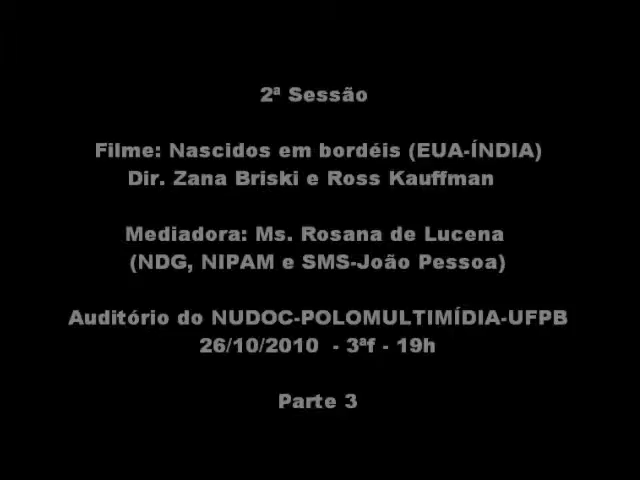 2ª Sessão
Filme: Nascidos em bordéis (EUA-ÍNDIA)
Dir. Zana Briski e Ross Kauffman
Mediadora: Ms. Rosana de Lucena
(NDG, NIPAM e SMS-João Pessoa)
Auditório do NUDOC-POLOMULTIMÍDIA-UFPB
26/10/2010 - 3ªf - 19h
Parte 3